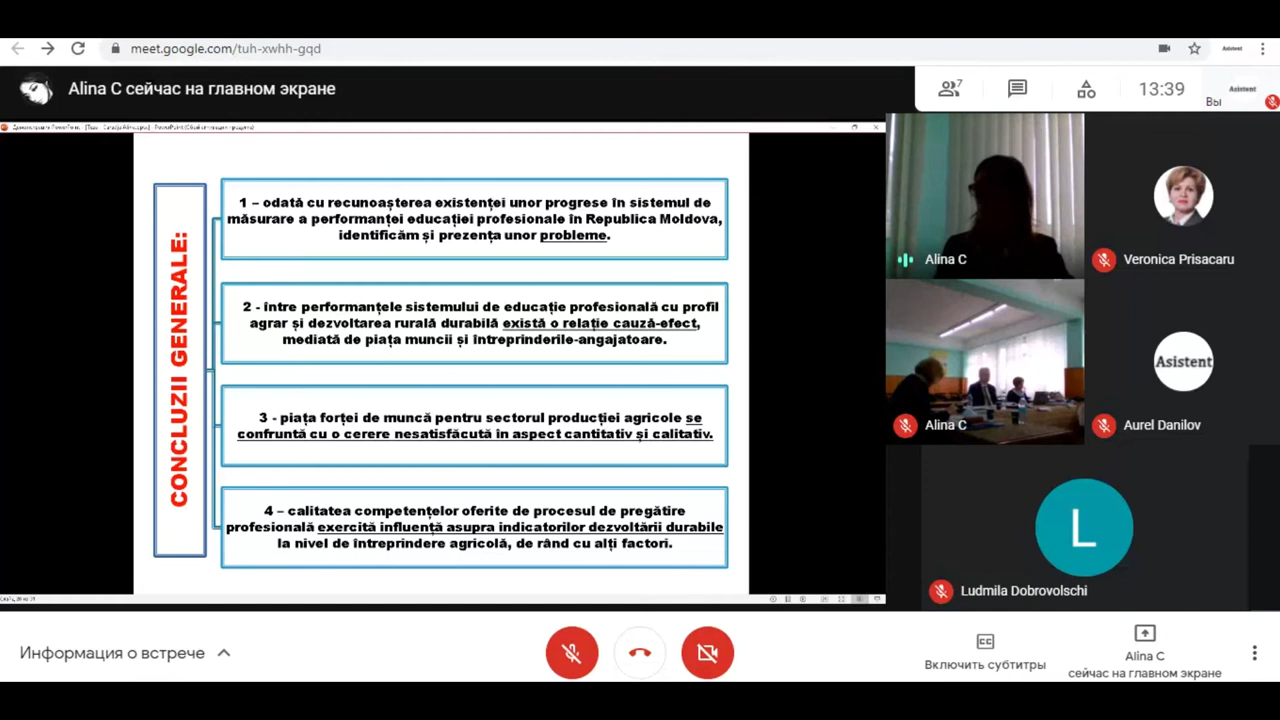 meet.google.com/tuh-xwhh-gqd
Asistent
Alina C сейчас на главном экране
7
13:39
Asistent
Вы
CONCLUZII GENERALE:
1 – odată cu recunoașterea existenței unor progrese în sistemul de
măsurare a performanței educației profesionale în Republica Moldova,
identificăm și prezența unor probleme.
2 - între performanțele sistemului de educație profesională cu profil
agrar și dezvoltarea rurală durabilă există o relație cauză-efect,
mediată de piața muncii și întreprinderile-angajatoare.
3 - piața forței de muncă pentru sectorul producției agricole se
confruntă cu o cerere nesatisfăcută în aspect cantitativ și calitativ.
4 – calitatea competențelor oferite de procesul de pregătire
profesională exercită influență asupra indicatorilor dezvoltării durabile
la nivel de întreprindere agricolă, de rând cu alți factori.
Alina C
Veronica Prisacaru
Alina C
Asistent
Aurel Danilov
L
Ludmila Dobrovolschi
Информация о встрече
Включить субтитры
Alina C
сейчас на главном экране